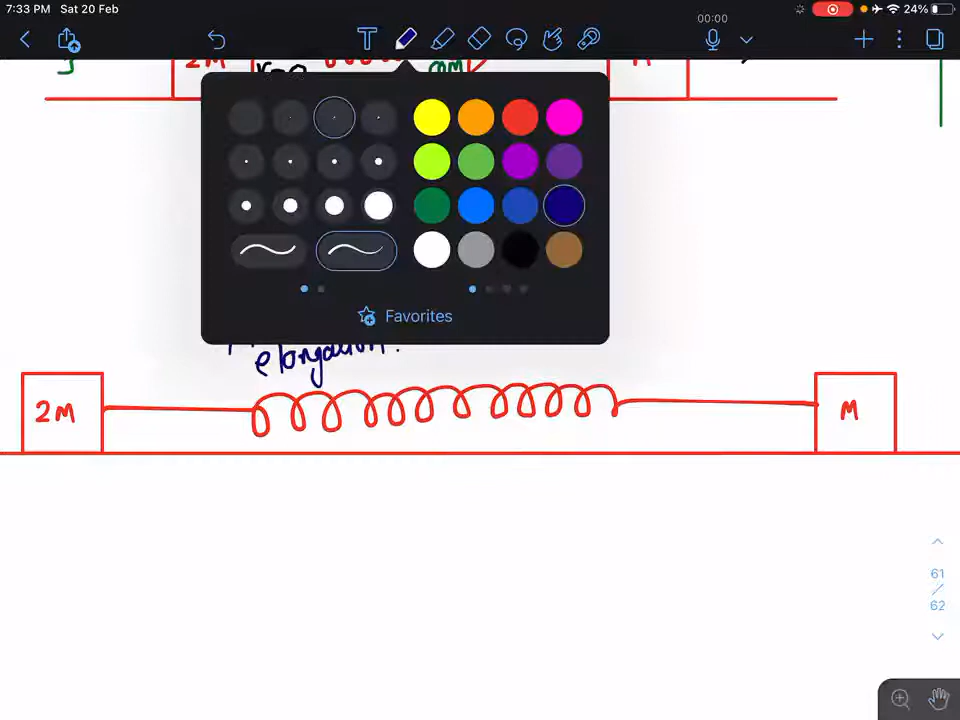 7:33 PM Sat 20 Feb
24%
00:00
T
2M
M
Favorites
elongation.
2M
M
61
/
62